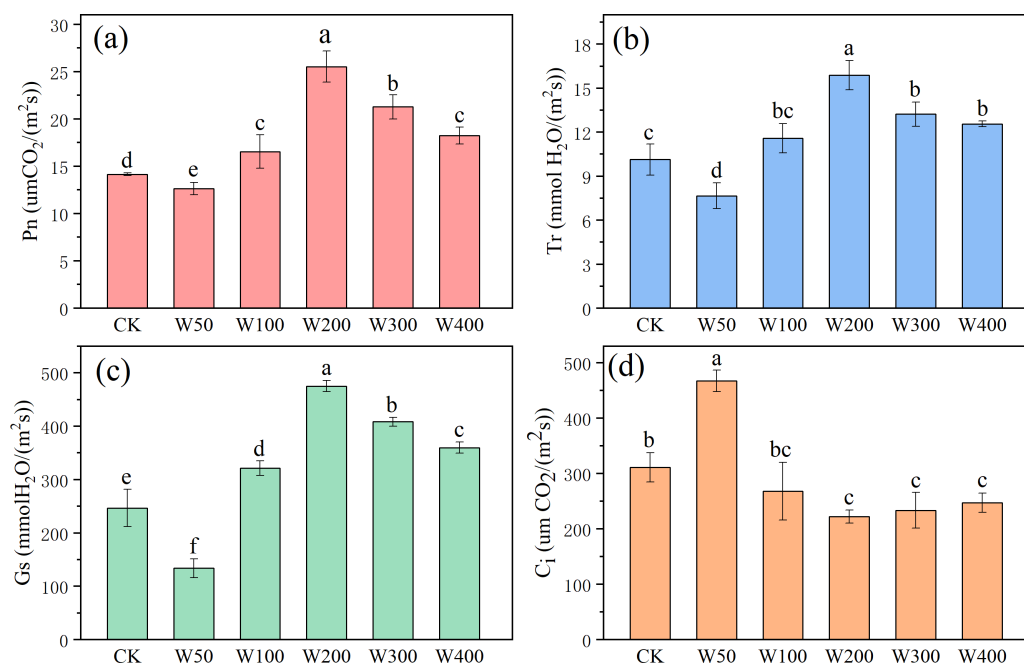 (a)
Pn (umCO₂/(m²s))
30
25
20
15
10
5
0
d
e
c
a
b
c
CK W50 W100 W200 W300 W400
(b)
Tr (mmol H₂O/(m²s))
18
15
12
9
6
3
0
c
d
bc
a
b
b
CK W50 W100 W200 W300 W400
(c)
Gs (mmolH₂O/(m²s))
500
400
300
200
100
0
e
f
d
a
b
c
CK W50 W100 W200 W300 W400
(d)
Cᵢ (um CO₂/(m²s))
500
400
300
200
100
0
b
a
bc
c
c
c
CK W50 W100 W200 W300 W400